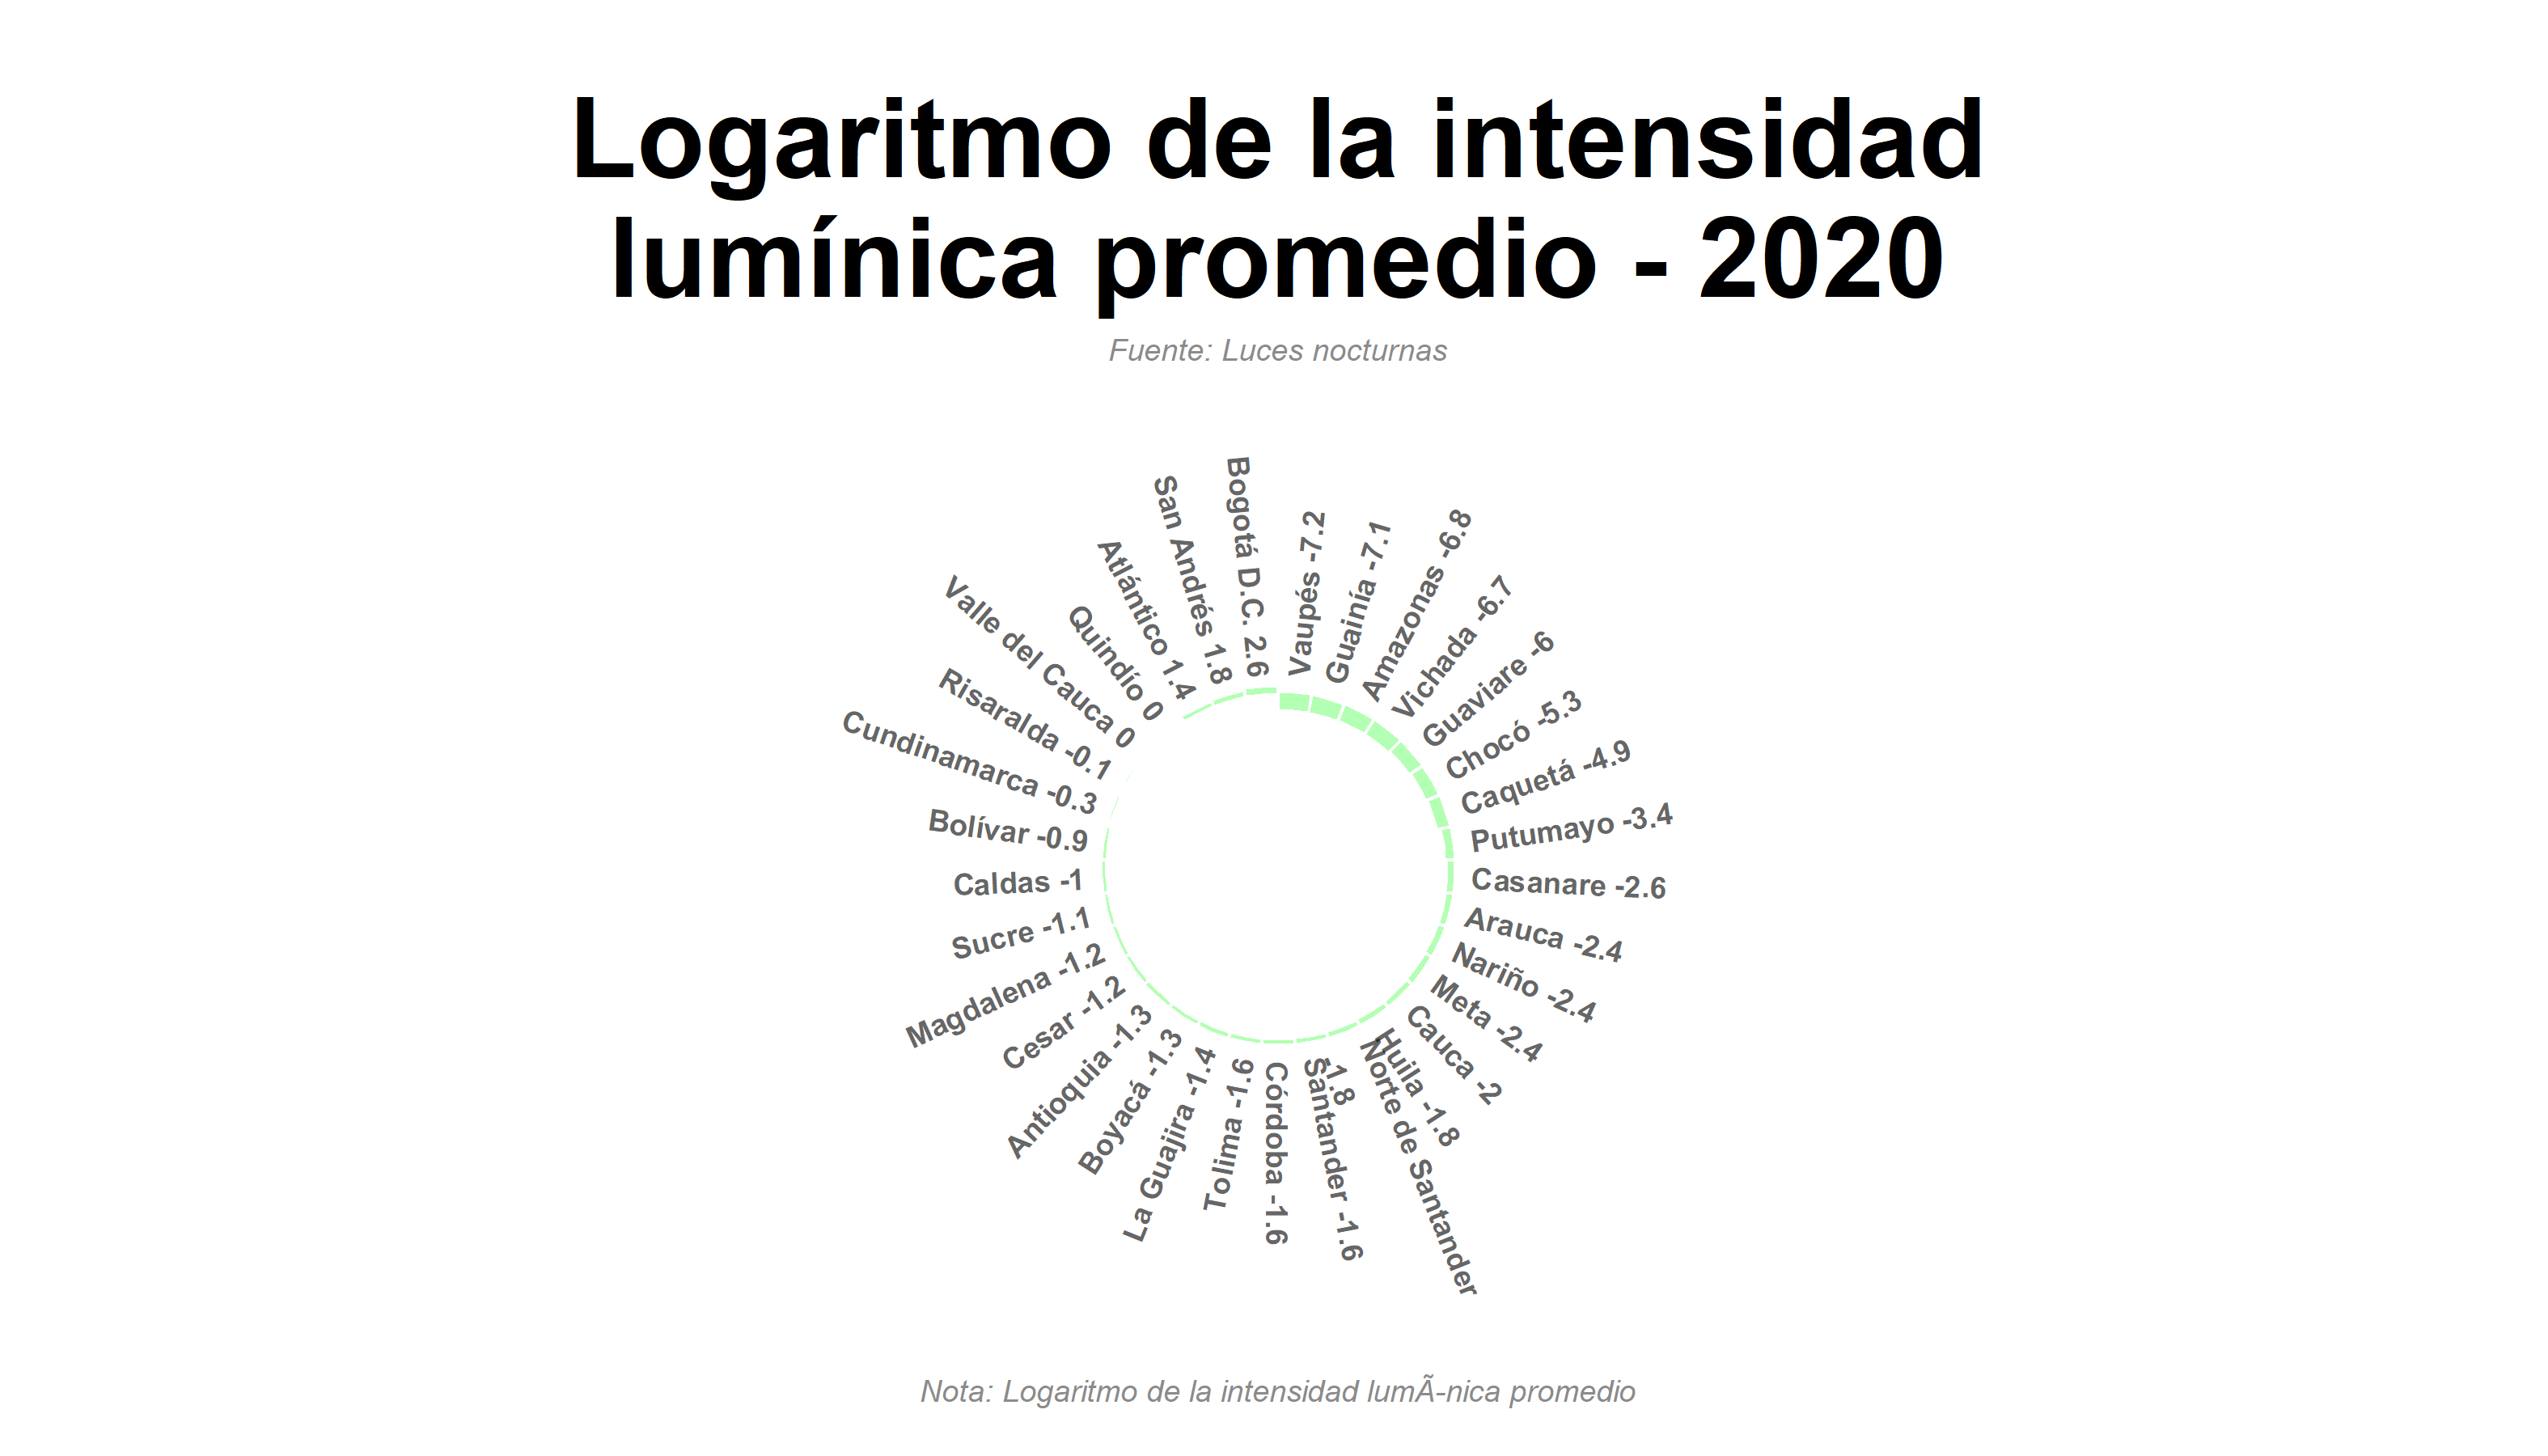 Logaritmo de la intensidad
lumínica promedio - 2020
Fuente: Luces nocturnas
Vaupés -7.2
Guainía -7.1
Amazonas -6.8
Vichada -6.7
Guaviare -6
Chocó -5.3
Caquetá -4.9
Putumayo -3.4
Casanare -2.6
Arauca -2.4
Nariño -2.4
Meta -2.4
Cauca -2
Huila -1.8
Norte de Santander
-1.8
Santander -1.6
Córdoba -1.6
Tolima -1.6
La Guajira -1.4
Boyacá -1.3
Antioquia -1.3
Cesar -1.2
Magdalena -1.2
Sucre -1.1
Caldas -1
Bolívar -0.9
Cundinamarca -0.3
Risaralda -0.1
Valle del Cauca 0
Quindío 0
Atlántico 1.4
San Andrés 1.8
Bogotá D.C. 2.6
Nota: Logaritmo de la intensidad lumÃ-nica promedio